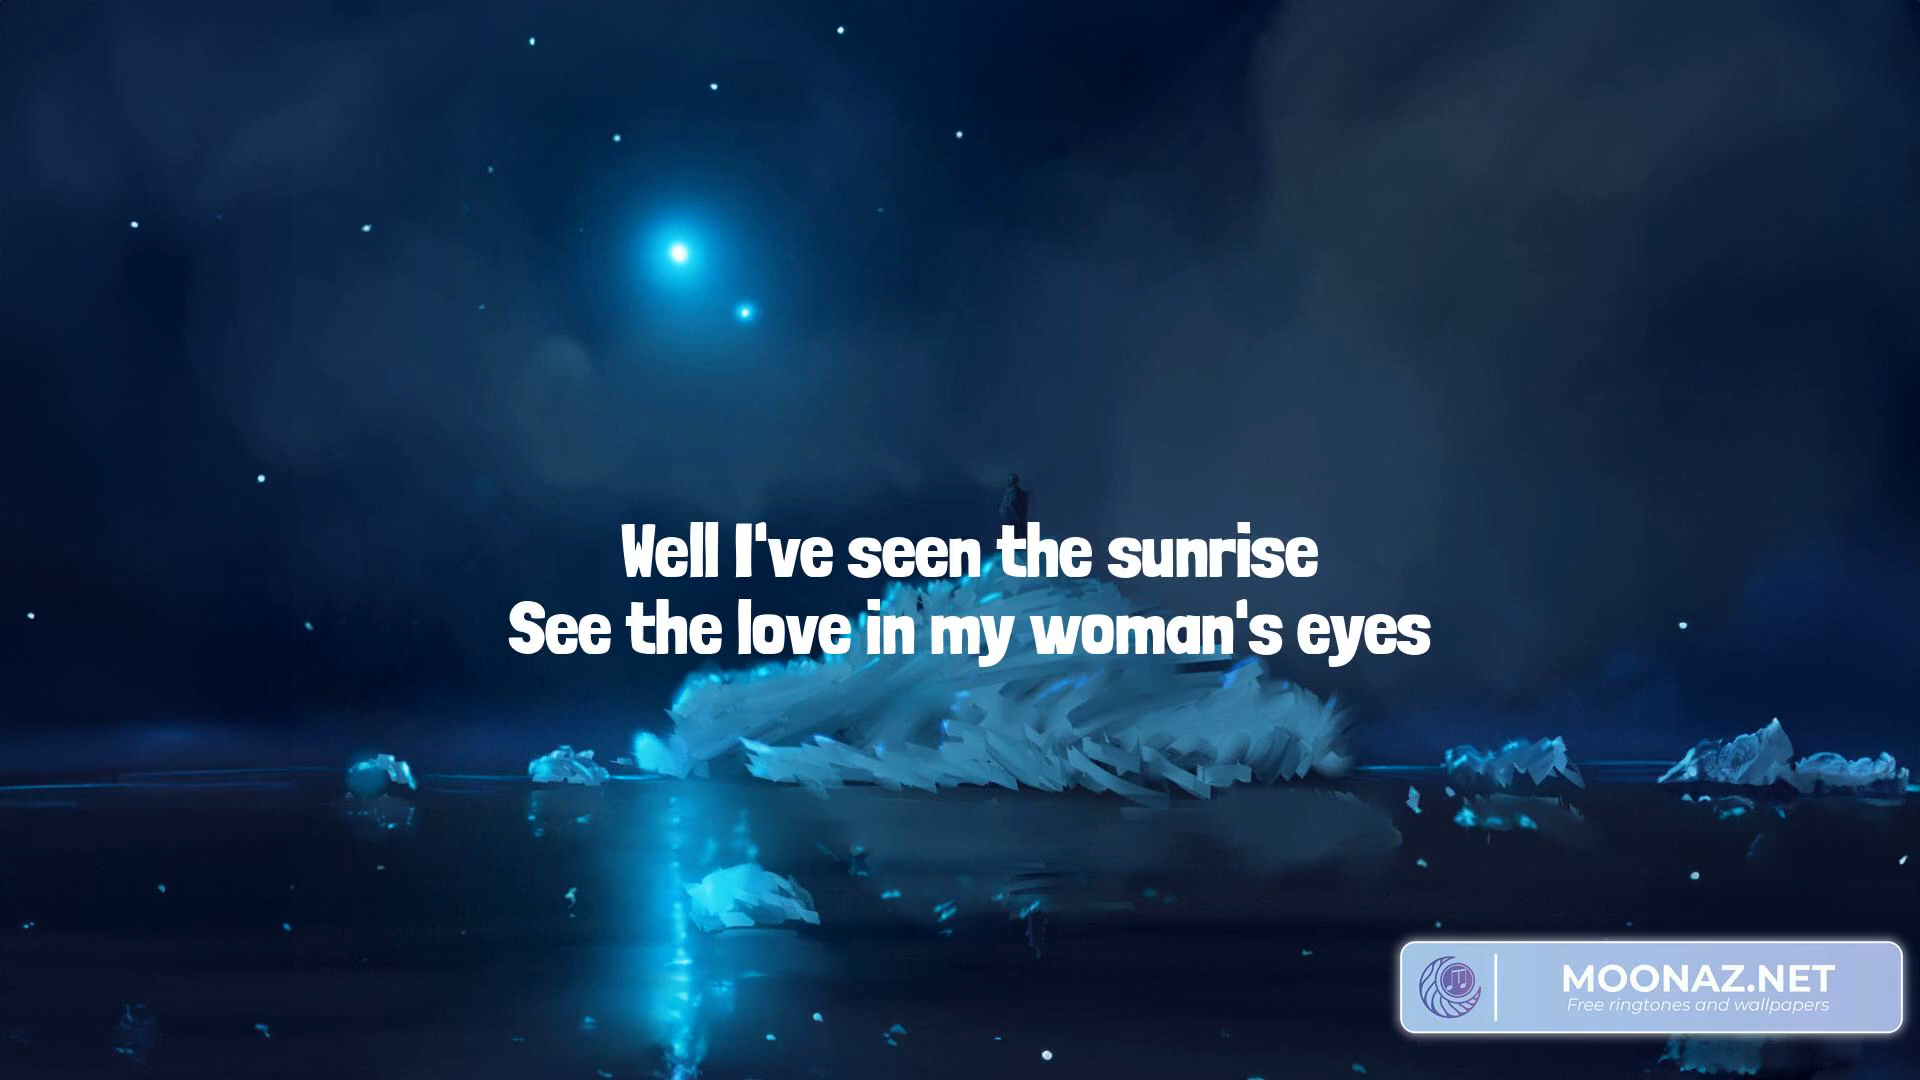 Well I've seen the sunrise
See the love in my woman's eyes
MOONAZ.NET
Free ringtones and wallpapers